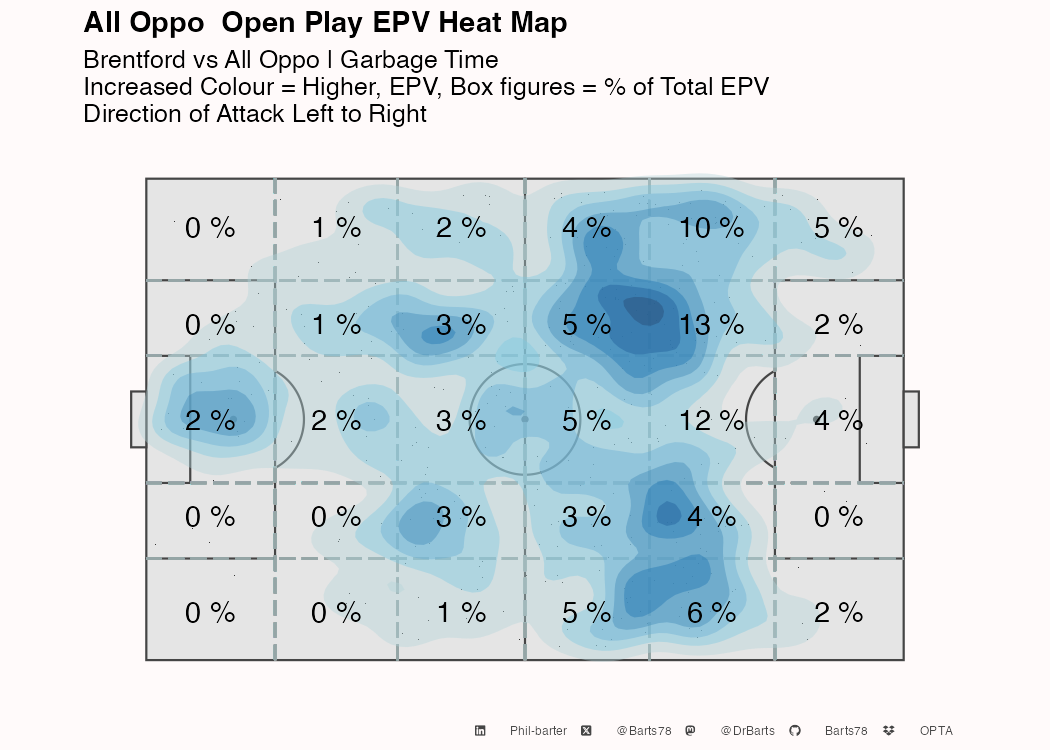 All Oppo  Open Play EPV Heat Map
Brentford vs All Oppo | Garbage Time
Increased Colour = Higher, EPV, Box figures = % of Total EPV
Direction of Attack Left to Right
0 % 1 % 2 % 4 % 10 % 5 %
0 % 1 % 3 % 5 % 13 % 2 %
2 % 2 % 3 % 5 % 12 % 4 %
0 % 0 % 3 % 3 % 4 % 0 %
0 % 0 % 1 % 5 % 6 % 2 %
Phil-barter @Barts78 @DrBarts Barts78 OPTA